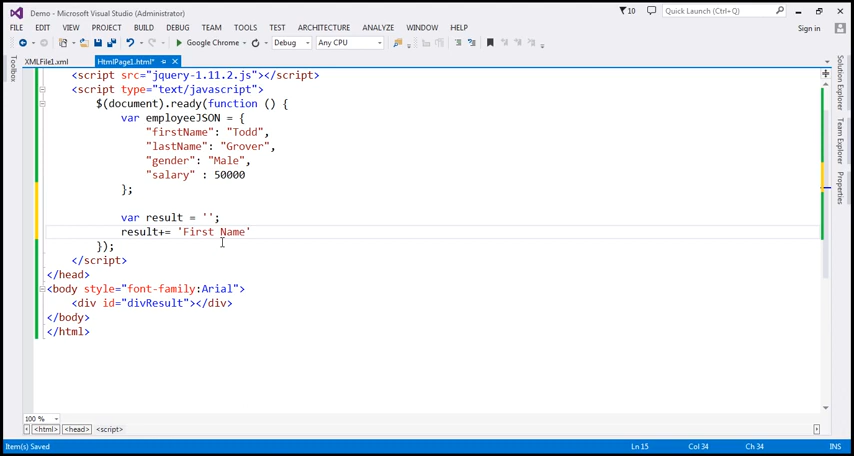 Demo - Microsoft Visual Studio (Administrator)
10
Quick Launch (Ctrl+Q)
FILE EDIT VIEW PROJECT BUILD DEBUG TEAM TOOLS TEST ARCHITECTURE ANALYZE WINDOW HELP
Sign in
Google Chrome Debug Any CPU
XMLFile1.xml HtmlPage1.html*
Toolbox
Solution Explorer
Team Explorer
Properties
<script src="jquery-1.11.2.js"></script>
<script type="text/javascript">
$(document).ready(function () {
var employeeJSON = {
"firstName": "Todd",
"lastName": "Grover",
"gender": "Male",
"salary" : 50000
};
var result = '';
result+= 'First Name'
});
</script>
</head>
<body style="font-family:Arial">
<div id="divResult"></div>
</body>
</html>
100 %
<html> <head> <script>
Item(s) Saved Ln 15 Col 34 Ch 34 INS